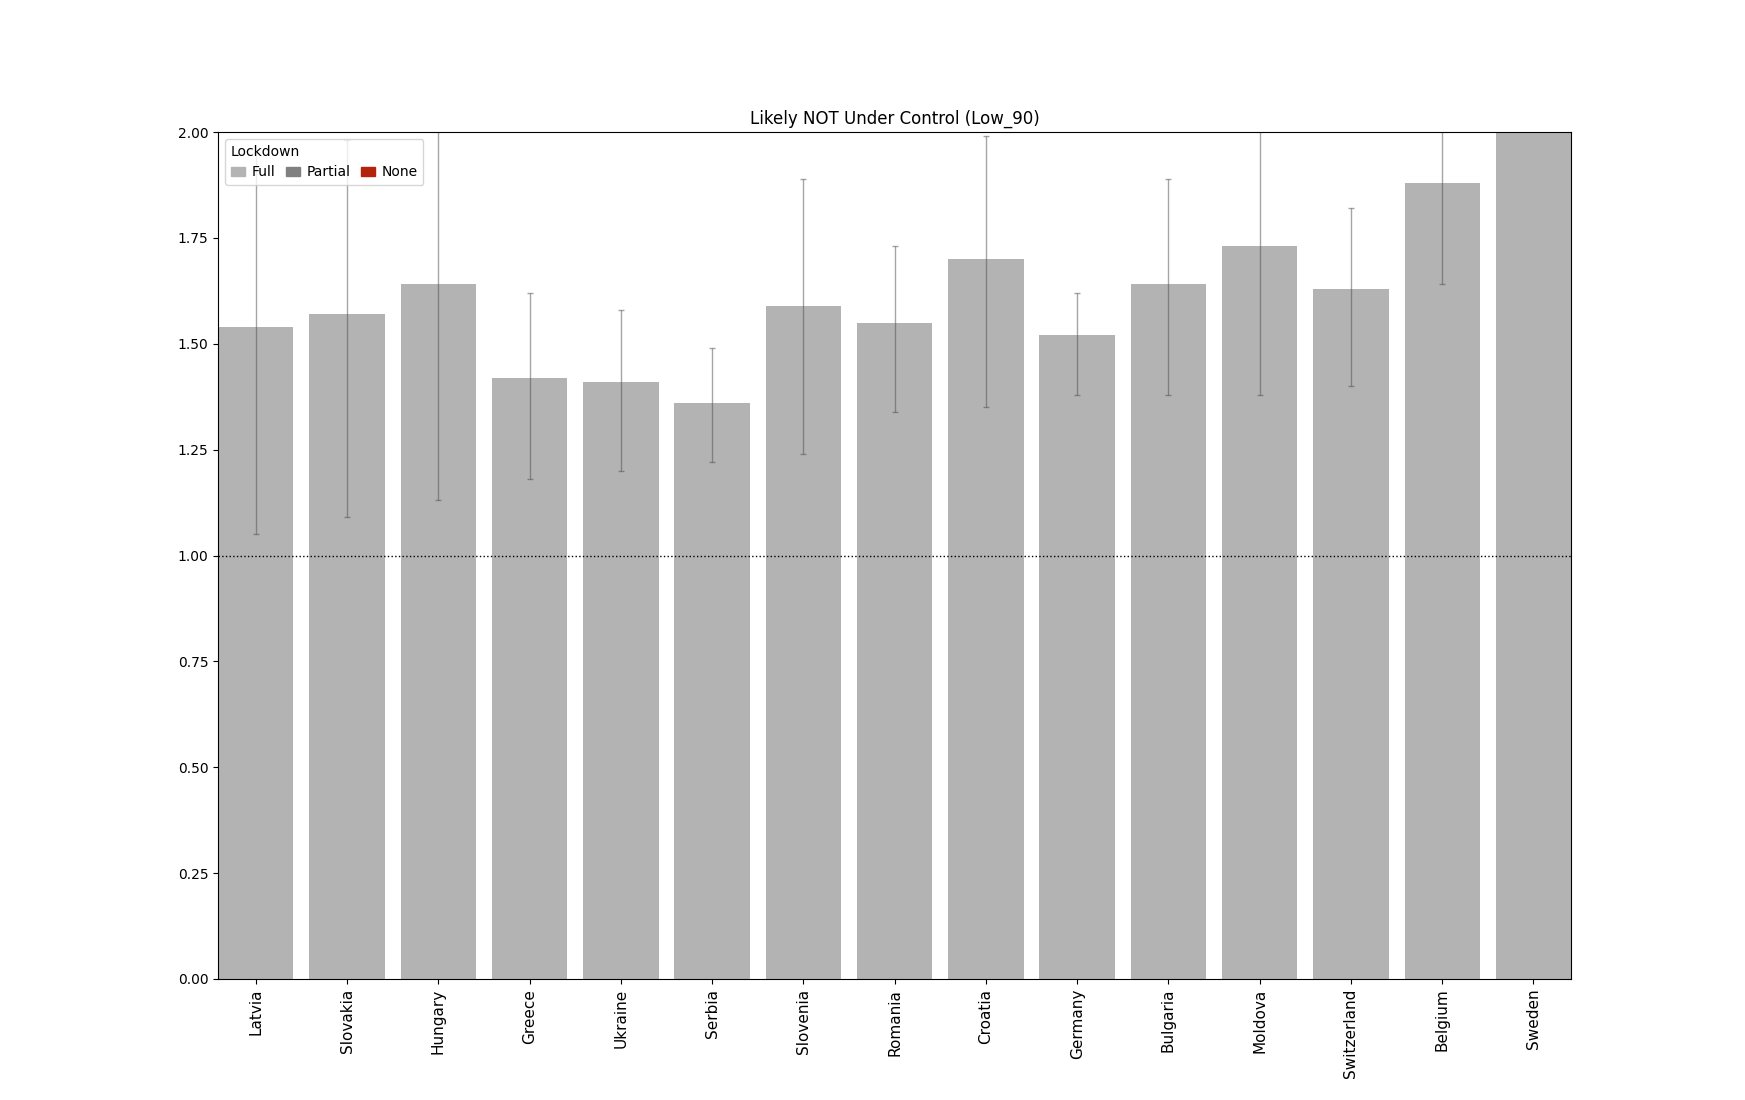 Likely NOT Under Control (Low_90)
Lockdown
Full Partial None
2.00
1.75
1.50
1.25
1.00
0.75
0.50
0.25
0.00
Latvia
Slovakia
Hungary
Greece
Ukraine
Serbia
Slovenia
Romania
Croatia
Germany
Bulgaria
Moldova
Switzerland
Belgium
Sweden